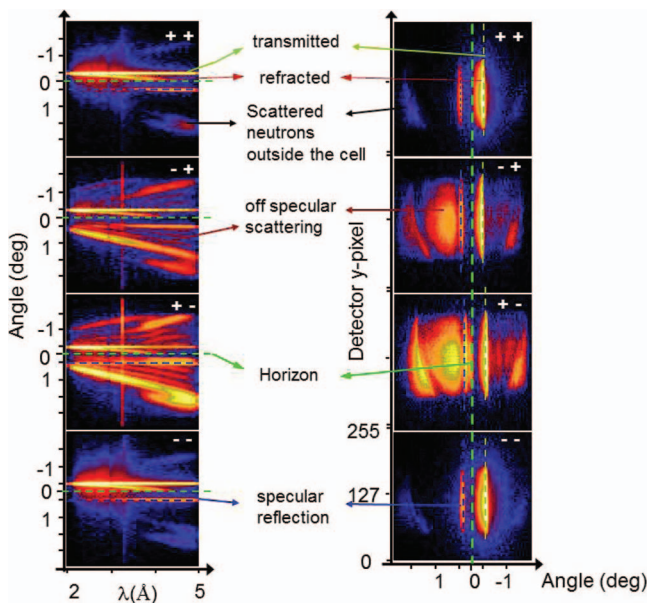 -1
0
1
+ +
transmitted
refracted
Scattered
neutrons
outside the cell
+ +
-1
0
1
- +
off specular
scattering
- +
-1
0
1
+ -
Horizon
+ -
-1
0
1
- -
specular
reflection
- -
Angle (deg)
2
λ(Å)
5
Detector y-pixel
255
127
0
1
0
-1
Angle (deg)